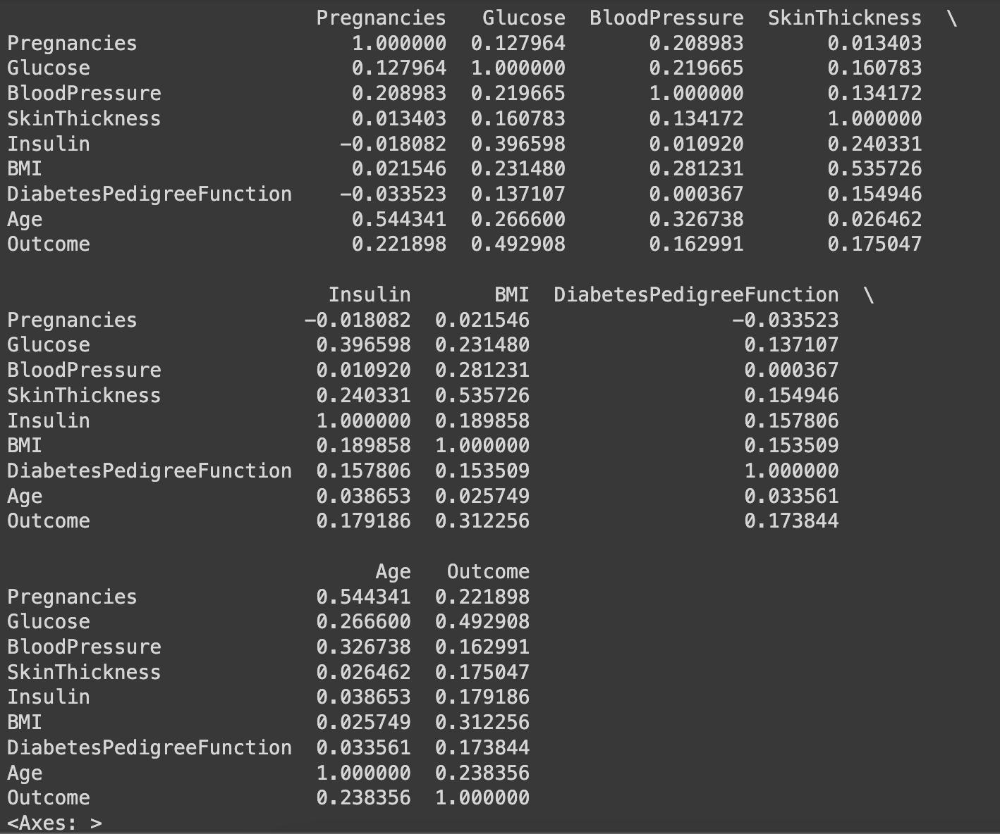 Pregnancies   Glucose  BloodPressure  SkinThickness  \
Pregnancies                  1.000000  0.127964       0.208983       0.013403
Glucose                      0.127964  1.000000       0.219665       0.160783
BloodPressure                0.208983  0.219665       1.000000       0.134172
SkinThickness                0.013403  0.160783       0.134172       1.000000
Insulin                     -0.018082  0.396598       0.010920       0.240331
BMI                          0.021546  0.231480       0.281231       0.535726
DiabetesPedigreeFunction    -0.033523  0.137107       0.000367       0.154946
Age                          0.544341  0.266600       0.326738       0.026462
Outcome                      0.221898  0.492908       0.162991       0.175047

                           Insulin       BMI  DiabetesPedigreeFunction  \
Pregnancies              -0.018082  0.021546                 -0.033523
Glucose                   0.396598  0.231480                  0.137107
BloodPressure             0.010920  0.281231                  0.000367
SkinThickness             0.240331  0.535726                  0.154946
Insulin                   1.000000  0.189858                  0.157806
BMI                       0.189858  1.000000                  0.153509
DiabetesPedigreeFunction  0.157806  0.153509                  1.000000
Age                       0.038653  0.025749                  0.033561
Outcome                   0.179186  0.312256                  0.173844

                               Age   Outcome
Pregnancies               0.544341  0.221898
Glucose                   0.266600  0.492908
BloodPressure             0.326738  0.162991
SkinThickness             0.026462  0.175047
Insulin                   0.038653  0.179186
BMI                       0.025749  0.312256
DiabetesPedigreeFunction  0.033561  0.173844
Age                       1.000000  0.238356
Outcome                   0.238356  1.000000
<Axes: >